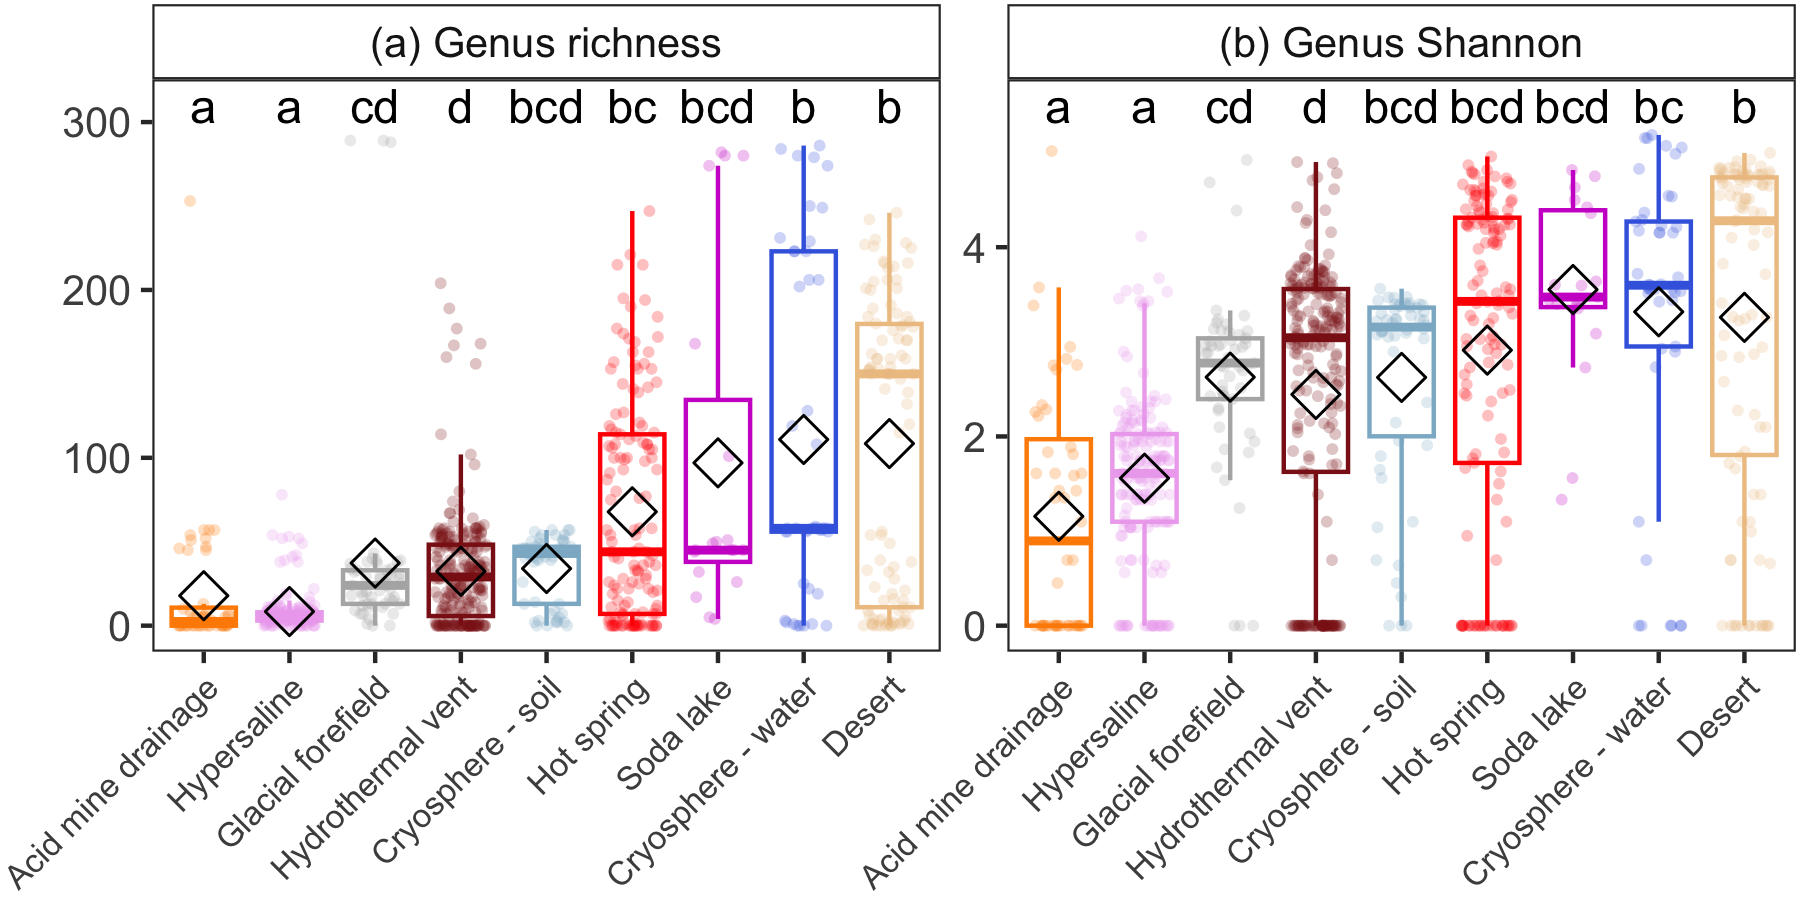 (a) Genus richness
a a cd d bcd bc bcd b b
300
200
100
0
Acid mine drainage
Hypersaline
Glacial forefield
Hydrothermal vent
Cryosphere - soil
Hot spring
Soda lake
Cryosphere - water
Desert
(b) Genus Shannon
a a cd d bcd bcd bcd bc b
4
2
0
Acid mine drainage
Hypersaline
Glacial forefield
Hydrothermal vent
Cryosphere - soil
Hot spring
Soda lake
Cryosphere - water
Desert